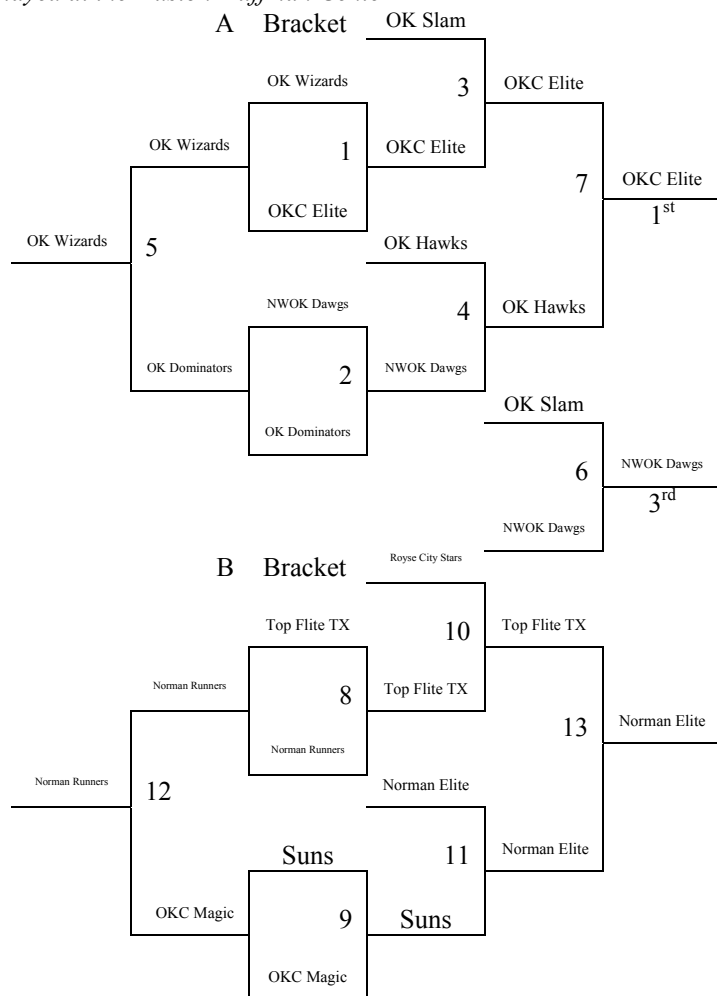 A Bracket
OK Slam
OK Wizards
3
OKC Elite
OK Wizards
1
OKC Elite
7
OKC Elite
OKC Elite
1st
OK Wizards
5
OK Hawks
NWOK Dawgs
4
OK Hawks
OK Dominators
2
NWOK Dawgs
OK Slam
OK Dominators
6
NWOK Dawgs
3rd
NWOK Dawgs
B Bracket
Royse City Stars
Top Flite TX
10
Top Flite TX
Norman Runners
8
Top Flite TX
13
Norman Elite
Norman Runners
Norman Runners
12
Norman Elite
Suns
11
Norman Elite
OKC Magic
9
Suns
OKC Magic